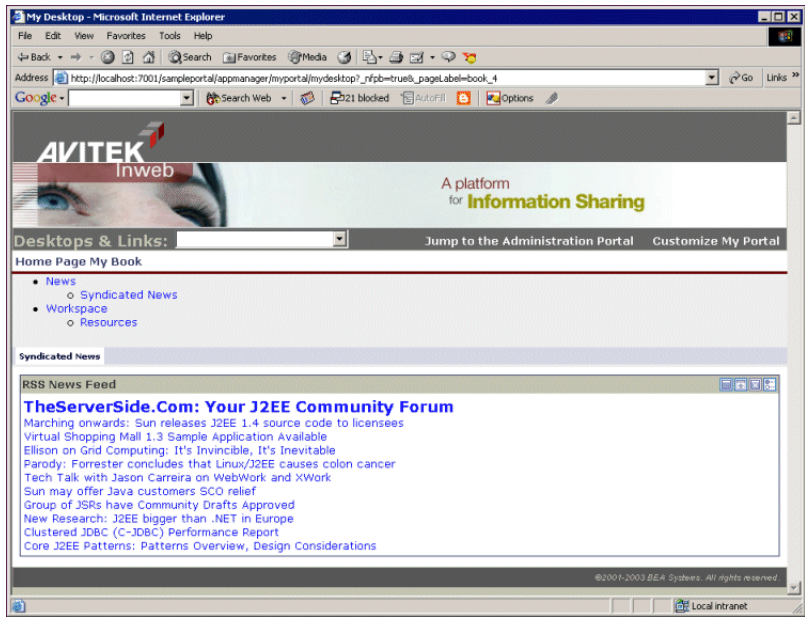 My Desktop - Microsoft Internet Explorer
File Edit View Favorites Tools Help
Back Search Favorites Media
Address http://localhost:7001/sampleportal/appmanager/myportal/mydesktop?_nfpb=true&_pageLabel=book_4 Go Links »
Google Search Web 21 blocked AutoFill Options
AVITEK
Inweb
A platform
for Information Sharing
Desktops & Links: Jump to the Administration Portal Customize My Portal
Home Page My Book
News
Syndicated News
Workspace
Resources
Syndicated News
RSS News Feed
TheServerSide.Com: Your J2EE Community Forum
Marching onwards: Sun releases J2EE 1.4 source code to licensees
Virtual Shopping Mall 1.3 Sample Application Available
Ellison on Grid Computing: It's Invincible, It's Inevitable
Parody: Forrester concludes that Linux/J2EE causes colon cancer
Tech Talk with Jason Carreira on WebWork and XWork
Sun may offer Java customers SCO relief
Group of JSRs have Community Drafts Approved
New Research: J2EE bigger than .NET in Europe
Clustered JDBC (C-JDBC) Performance Report
Core J2EE Patterns: Patterns Overview, Design Considerations
©2001-2003 BEA Systems. All rights reserved.
Local intranet